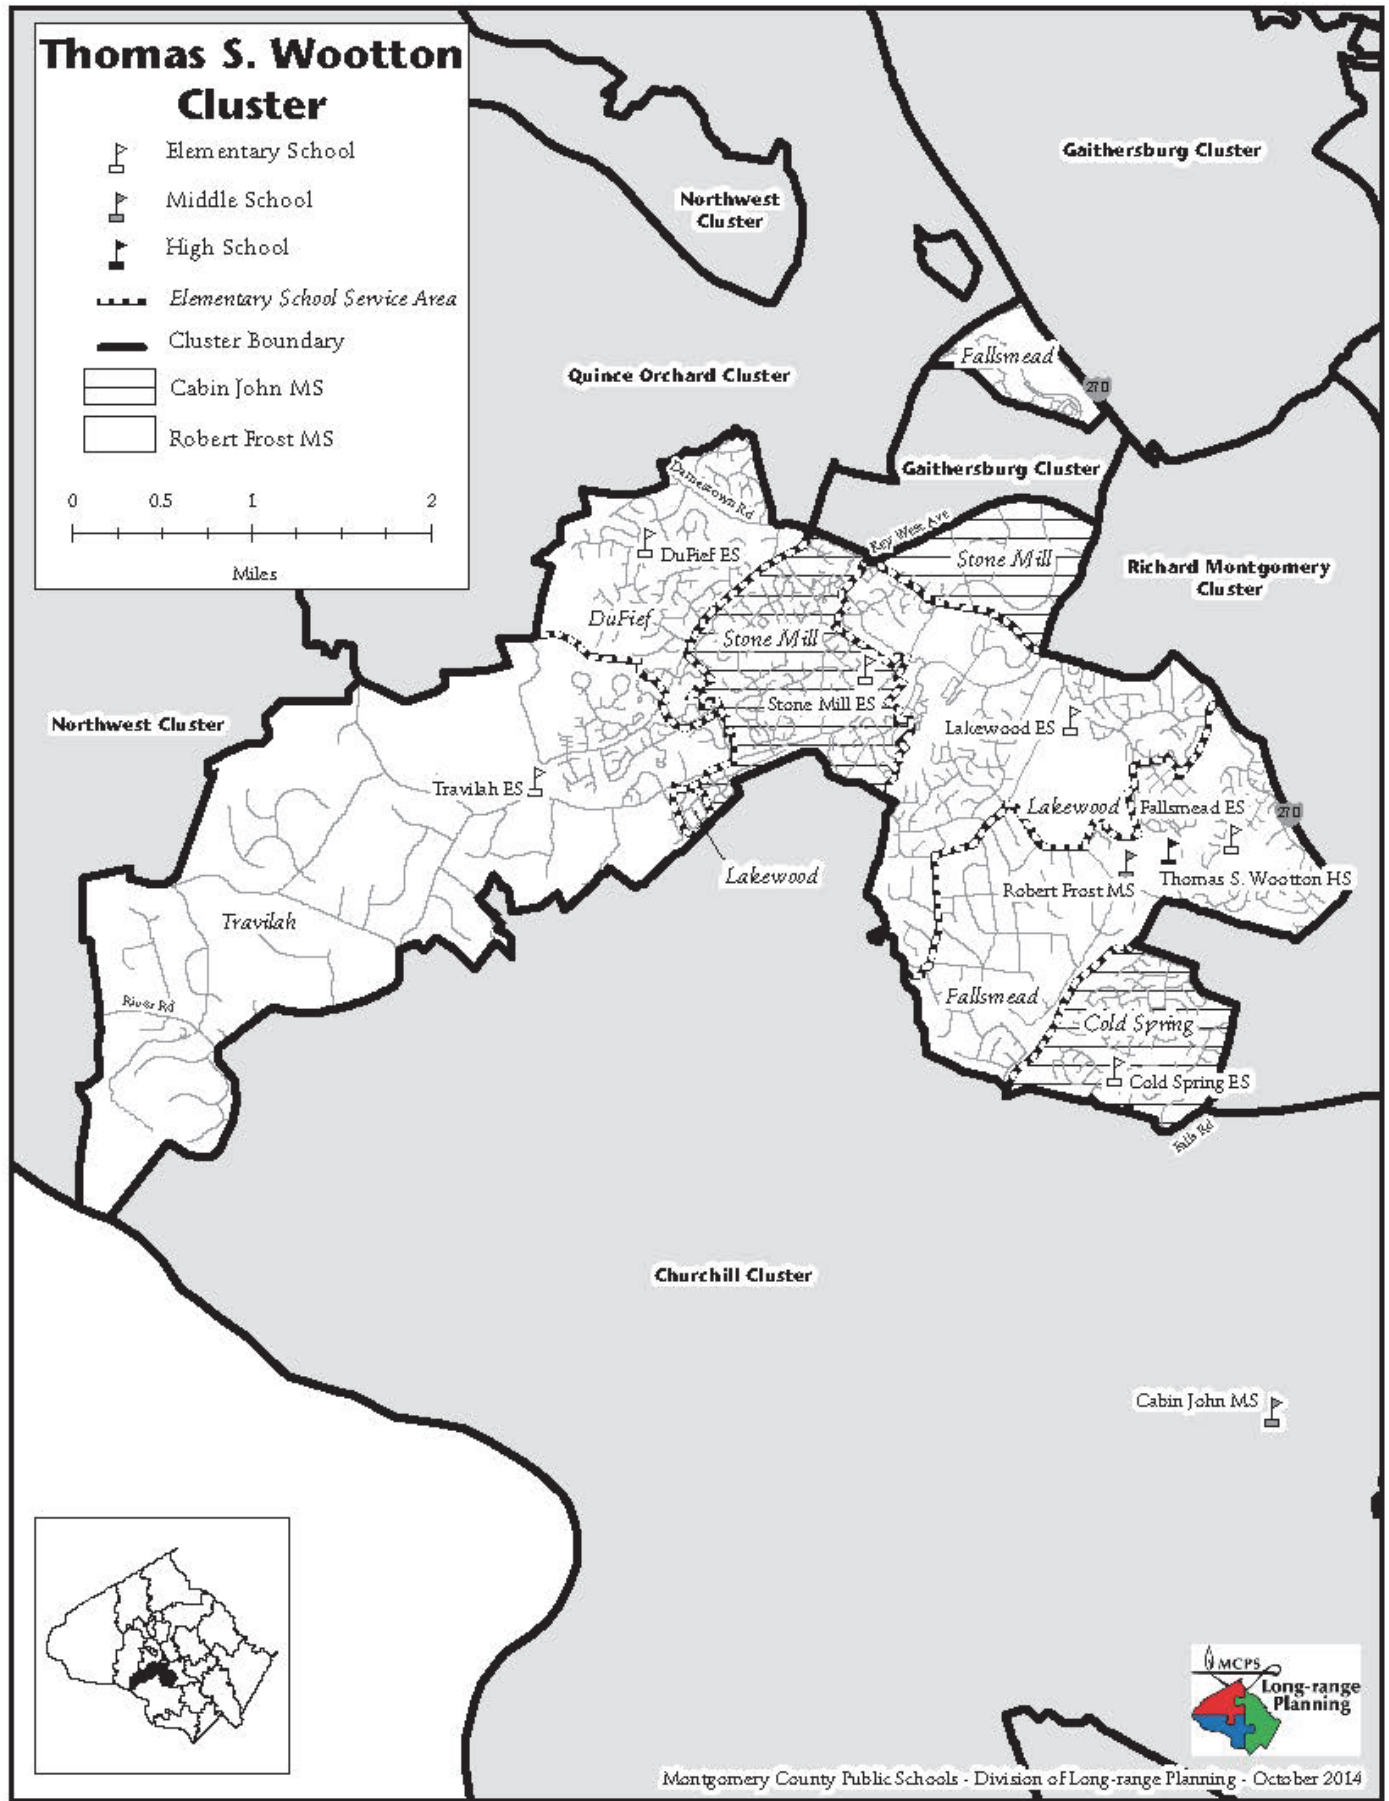 Thomas S. Wootton
Cluster
Elementary School
Middle School
High School
Elementary School Service Area
Cluster Boundary
Cabin John MS
Robert Frost MS
0 0.5 1 2
Miles
Gaithersburg Cluster
Northwest
Cluster
Quince Orchard Cluster
Fallsmead
270
Gaithersburg Cluster
Darnestown Rd
Key West Ave
DuFief ES
Stone Mill
Richard Montgomery
Cluster
DuFief
Stone Mill
Stone Mill ES
Northwest Cluster
Lakewood ES
Travilah ES
Lakewood
Fallsmead ES
270
Lakewood
Robert Frost MS
Thomas S. Wootton HS
Travilah
River Rd
Fallsmead
Cold Spring
Cold Spring ES
Falls Rd
Churchill Cluster
Cabin John MS
MCPS
Long-range
Planning
Montgomery County Public Schools - Division of Long-range Planning - October 2014